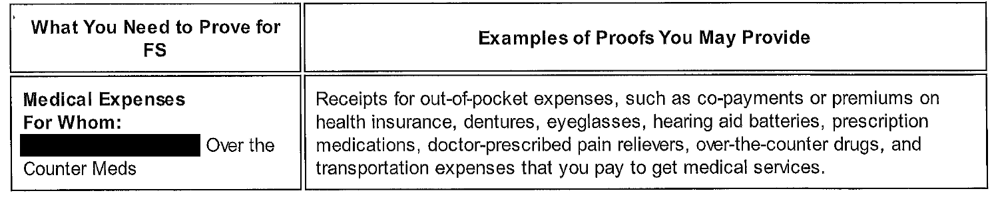 What You Need to Prove for
FS
Examples of Proofs You May Provide
Medical Expenses
For Whom:
Over the
Counter Meds
Receipts for out-of-pocket expenses, such as co-payments or premiums on
health insurance, dentures, eyeglasses, hearing aid batteries, prescription
medications, doctor-prescribed pain relievers, over-the-counter drugs, and
transportation expenses that you pay to get medical services.